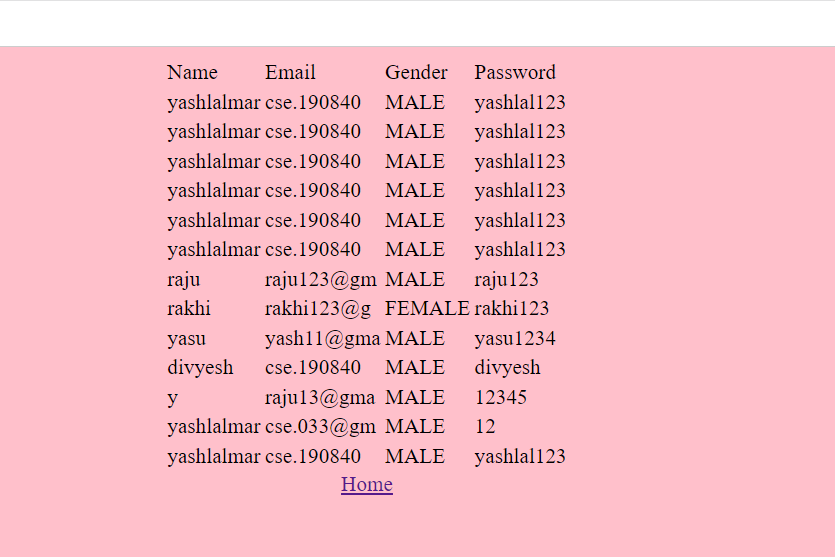 Name Email Gender Password
yashlalmar cse.190840 MALE yashlal123
yashlalmar cse.190840 MALE yashlal123
yashlalmar cse.190840 MALE yashlal123
yashlalmar cse.190840 MALE yashlal123
yashlalmar cse.190840 MALE yashlal123
yashlalmar cse.190840 MALE yashlal123
raju raju123@gm MALE raju123
rakhi rakhi123@g FEMALE rakhi123
yasu yash11@gma MALE yasu1234
divyesh cse.190840 MALE divyesh
y raju13@gma MALE 12345
yashlalmar cse.033@gm MALE 12
yashlalmar cse.190840 MALE yashlal123
Home